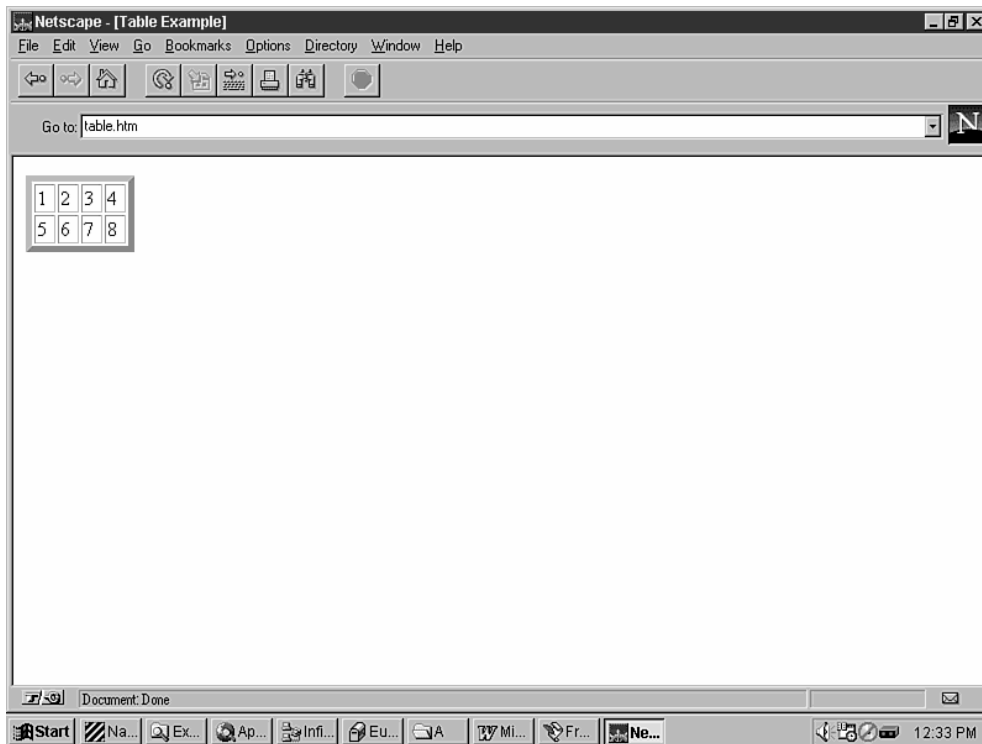 Netscape - [Table Example]
File Edit View Go Bookmarks Options Directory Window Help
Go to: table.htm
N
1 2 3 4
5 6 7 8
Document: Done
Start Na... Ex... Ap... Infi... Eu... A Mi... Fr... Ne... 12:33 PM